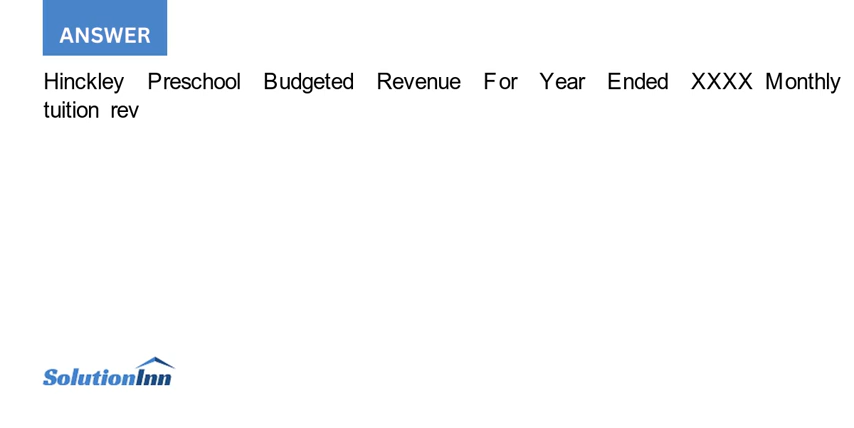 ANSWER
Hinckley Preschool Budgeted Revenue For Year Ended XXXX Monthly
tuition rev
SolutionInn